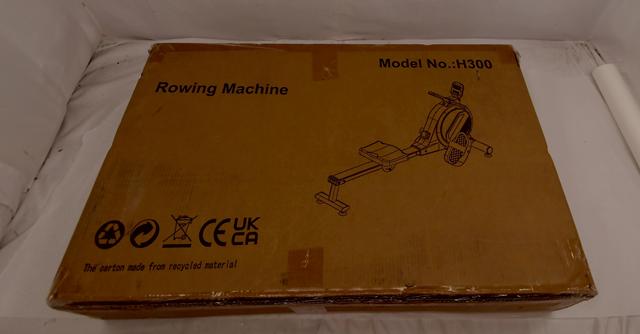 Model No.:H300
Rowing Machine
CE UK
CA
The carton made from recycled material